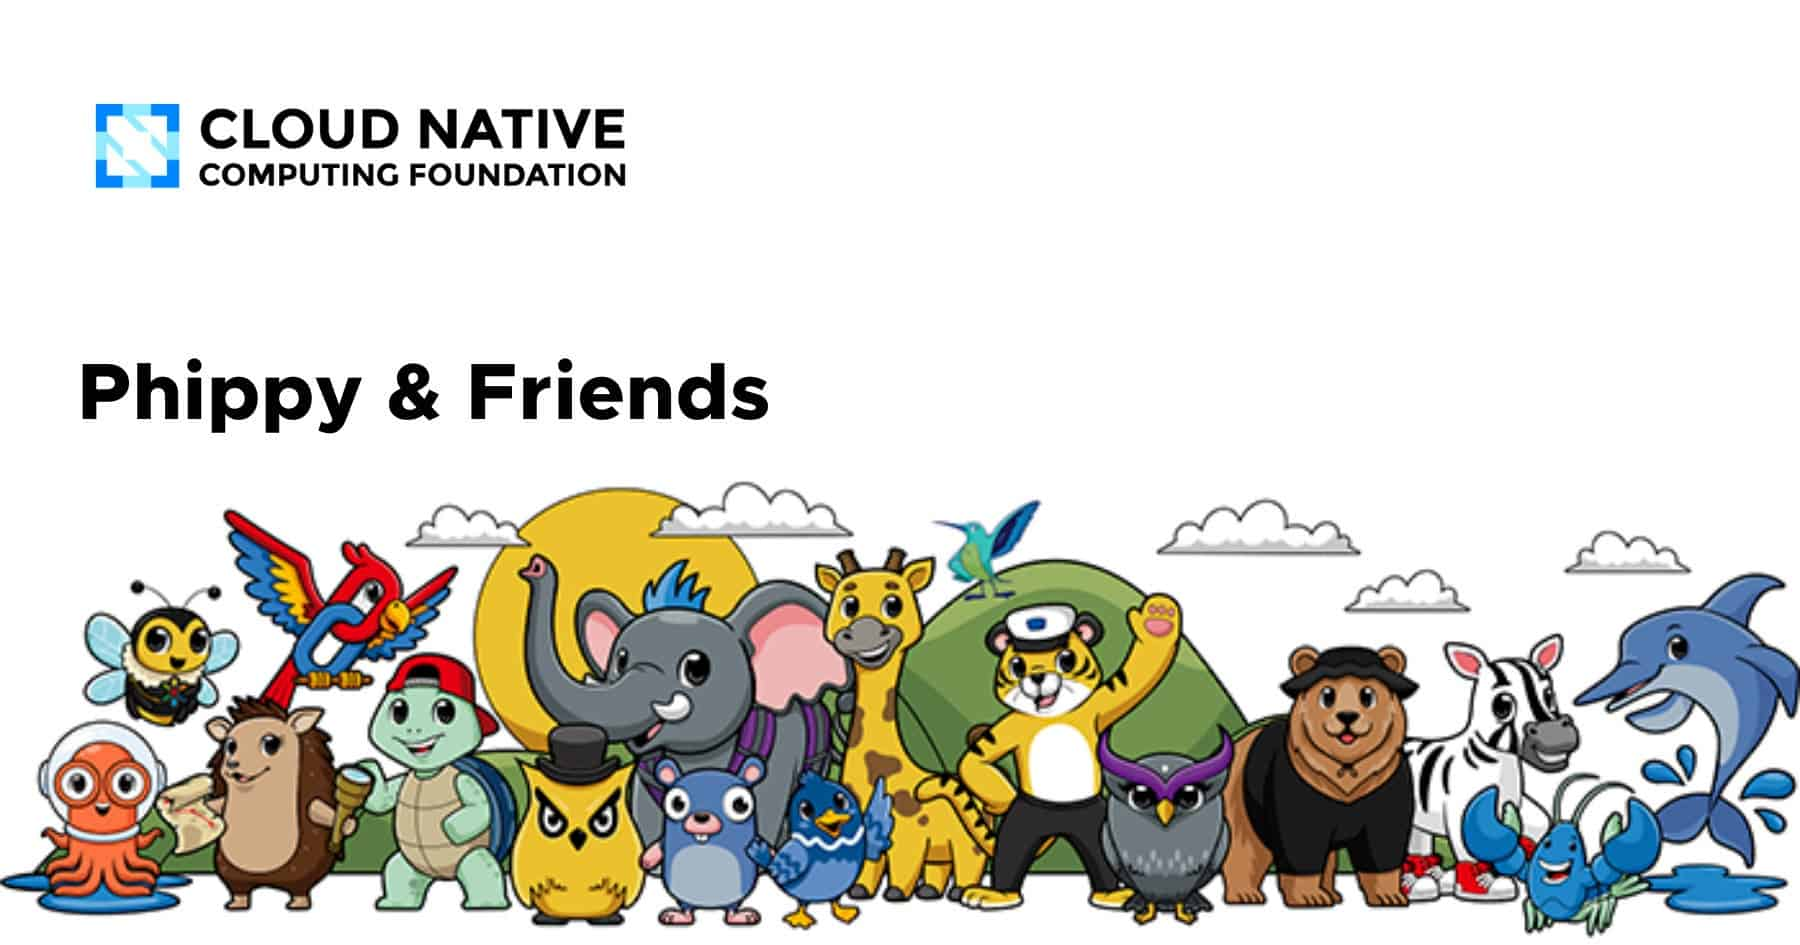 CLOUD NATIVE
COMPUTING FOUNDATION
Phippy & Friends